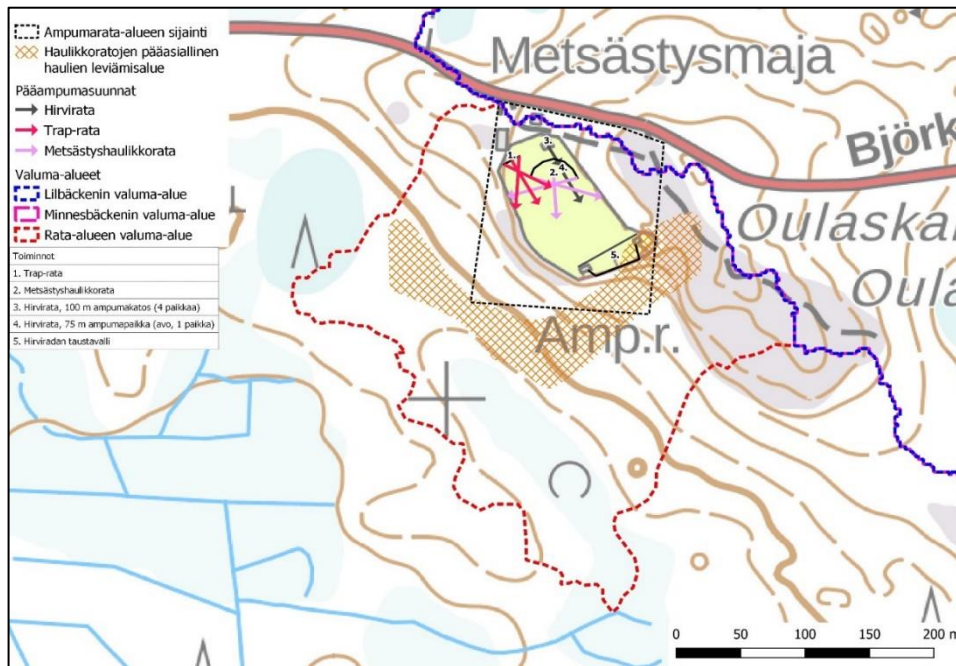 Ampumarata-alueen sijainti
Haulikkoratojen pääasiallinen
haulien leviämisalue
Pääampumasuunnat
Hirvirata
Trap-rata
Metsästyshaulikkorata
Valuma-alueet
Lilbäckenin valuma-alue
Minnesbäckenin valuma-alue
Rata-alueen valuma-alue
Toiminnot
1. Trap-rata
2. Metsästyshaulikkorata
3. Hirvirata, 100 m ampumakatos (4 paikkaa)
4. Hirvirata, 75 m ampumapaikka (avo, 1 paikka)
5. Hirviradan taustavalli
Metsästysmaja
Björk
Oulaskan
Oula
Amp.r.
1.
3.
4.
2.
5.
0 50 100 150 200 m